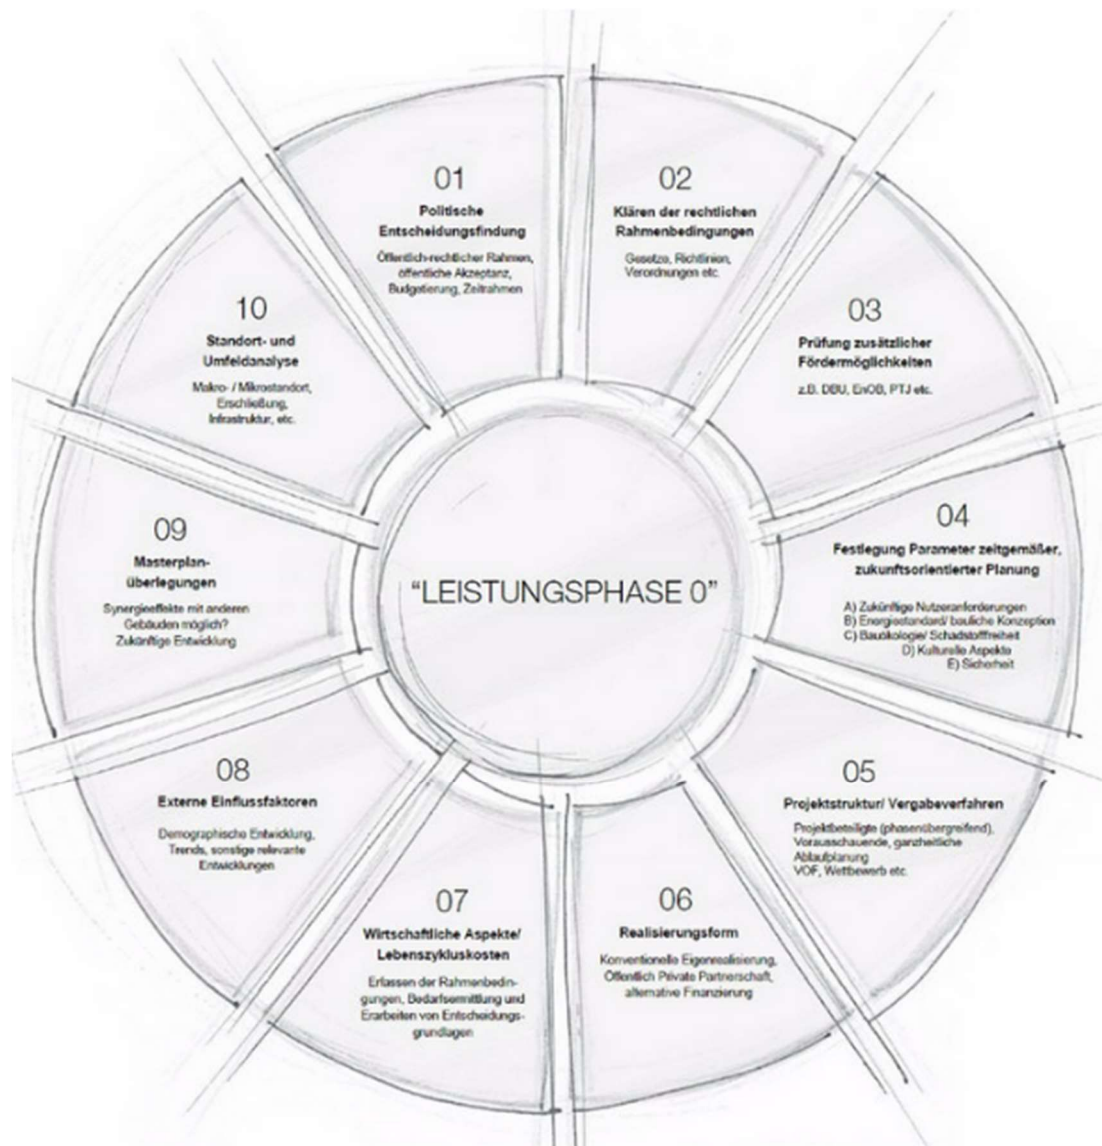 01
Politische
Entscheidungsfindung
Öffentlich-rechtlicher Rahmen,
öffentliche Akzeptanz,
Budgetierung, Zeitrahmen
02
Klären der rechtlichen
Rahmenbedingungen
Gesetze, Richtlinien,
Verordnungen etc.
03
Prüfung zusätzlicher
Fördermöglichkeiten
z.B. DBU, EnOB, PTJ etc.
04
Festlegung Parameter zeitgemäßer,
zukunftsorientierter Planung
A) Zukünftige Nutzeranforderungen
B) Energiestandard/ bauliche Konzeption
C) Bauökologie/ Schadstofffreiheit
D) Kulturelle Aspekte
E) Sicherheit
05
Projektstruktur/ Vergabeverfahren
Projektbeteiligte (phasenübergreifend),
Vorausschauende, ganzheitliche
Ablaufplanung
VOF, Wettbewerb etc.
06
Realisierungsform
Konventionelle Eigenrealisierung,
Öffentlich Private Partnerschaft,
alternative Finanzierung
07
Wirtschaftliche Aspekte/
Lebenszykluskosten
Erfassen der Rahmenbedin-
gungen, Bedarfsermittlung und
Erarbeiten von Entscheidungs-
grundlagen
08
Externe Einflussfaktoren
Demographische Entwicklung,
Trends, sonstige relevante
Entwicklungen
09
Masterplan-
überlegungen
Synergieeffekte mit anderen
Gebäuden möglich?
Zukünftige Entwicklung
10
Standort- und
Umfeldanalyse
Makro- / Mikrostandort,
Erschließung,
Infrastruktur, etc.
“LEISTUNGSPHASE 0”